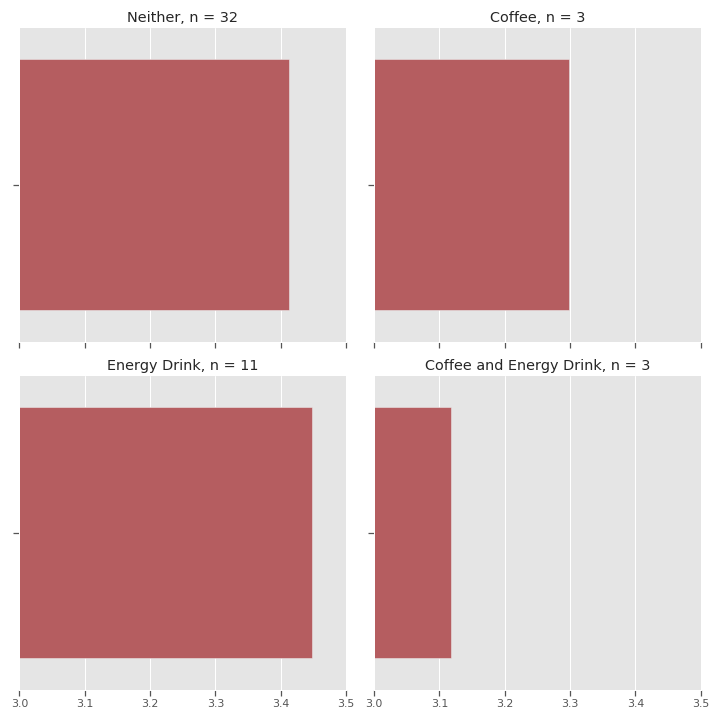 Neither, n = 32
Coffee, n = 3
Energy Drink, n = 11
Coffee and Energy Drink, n = 3
3.0 3.1 3.2 3.3 3.4 3.5
3.0 3.1 3.2 3.3 3.4 3.5